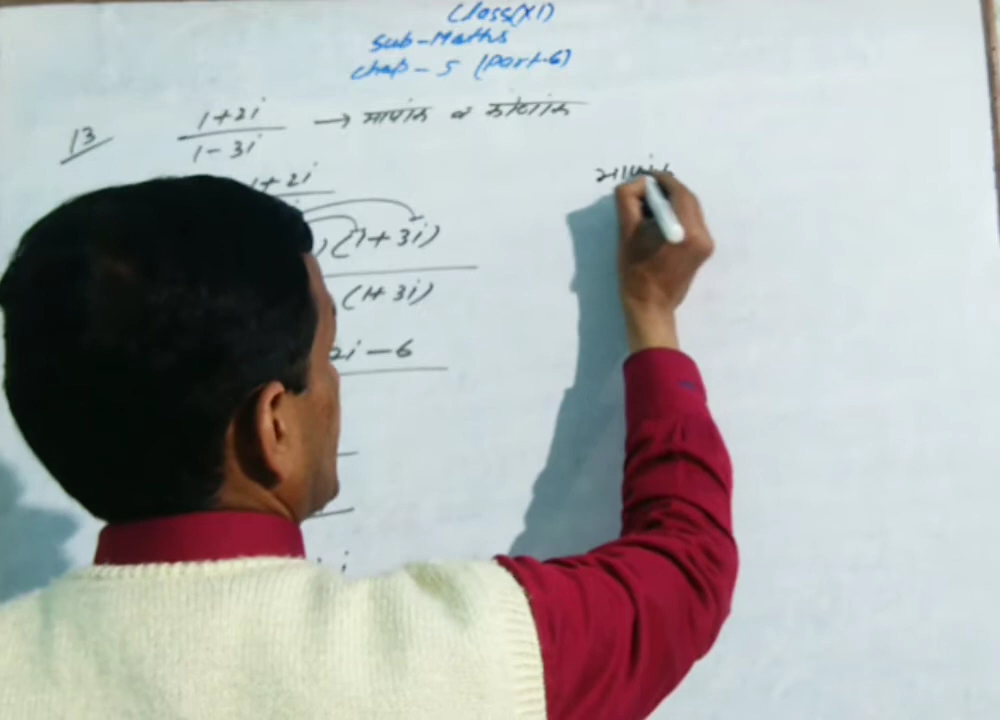 Class(XI)
Sub-Maths
Chap - 5 (Part-6)
13 1+2i → मापांक व कोणांक
1-3i
1+2i
) (1+3i)
(1+3i)
2i - 6